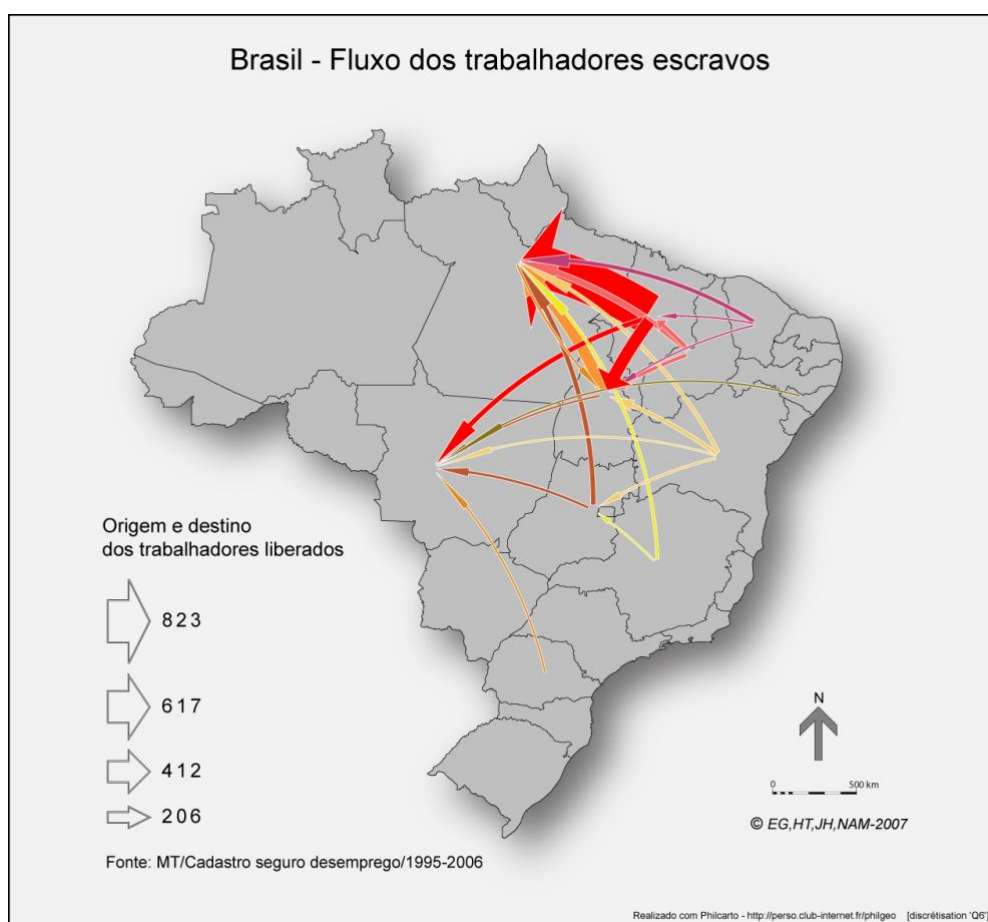 Brasil - Fluxo dos trabalhadores escravos
Origem e destino
dos trabalhadores liberados
823
617
412
206
N
0 500 km
© EG,HT,JH,NAM-2007
Fonte: MT/Cadastro seguro desemprego/1995-2006
Realizado com Philcarto - http://perso.club-internet.fr/philgeo [discrétisation 'Q6']